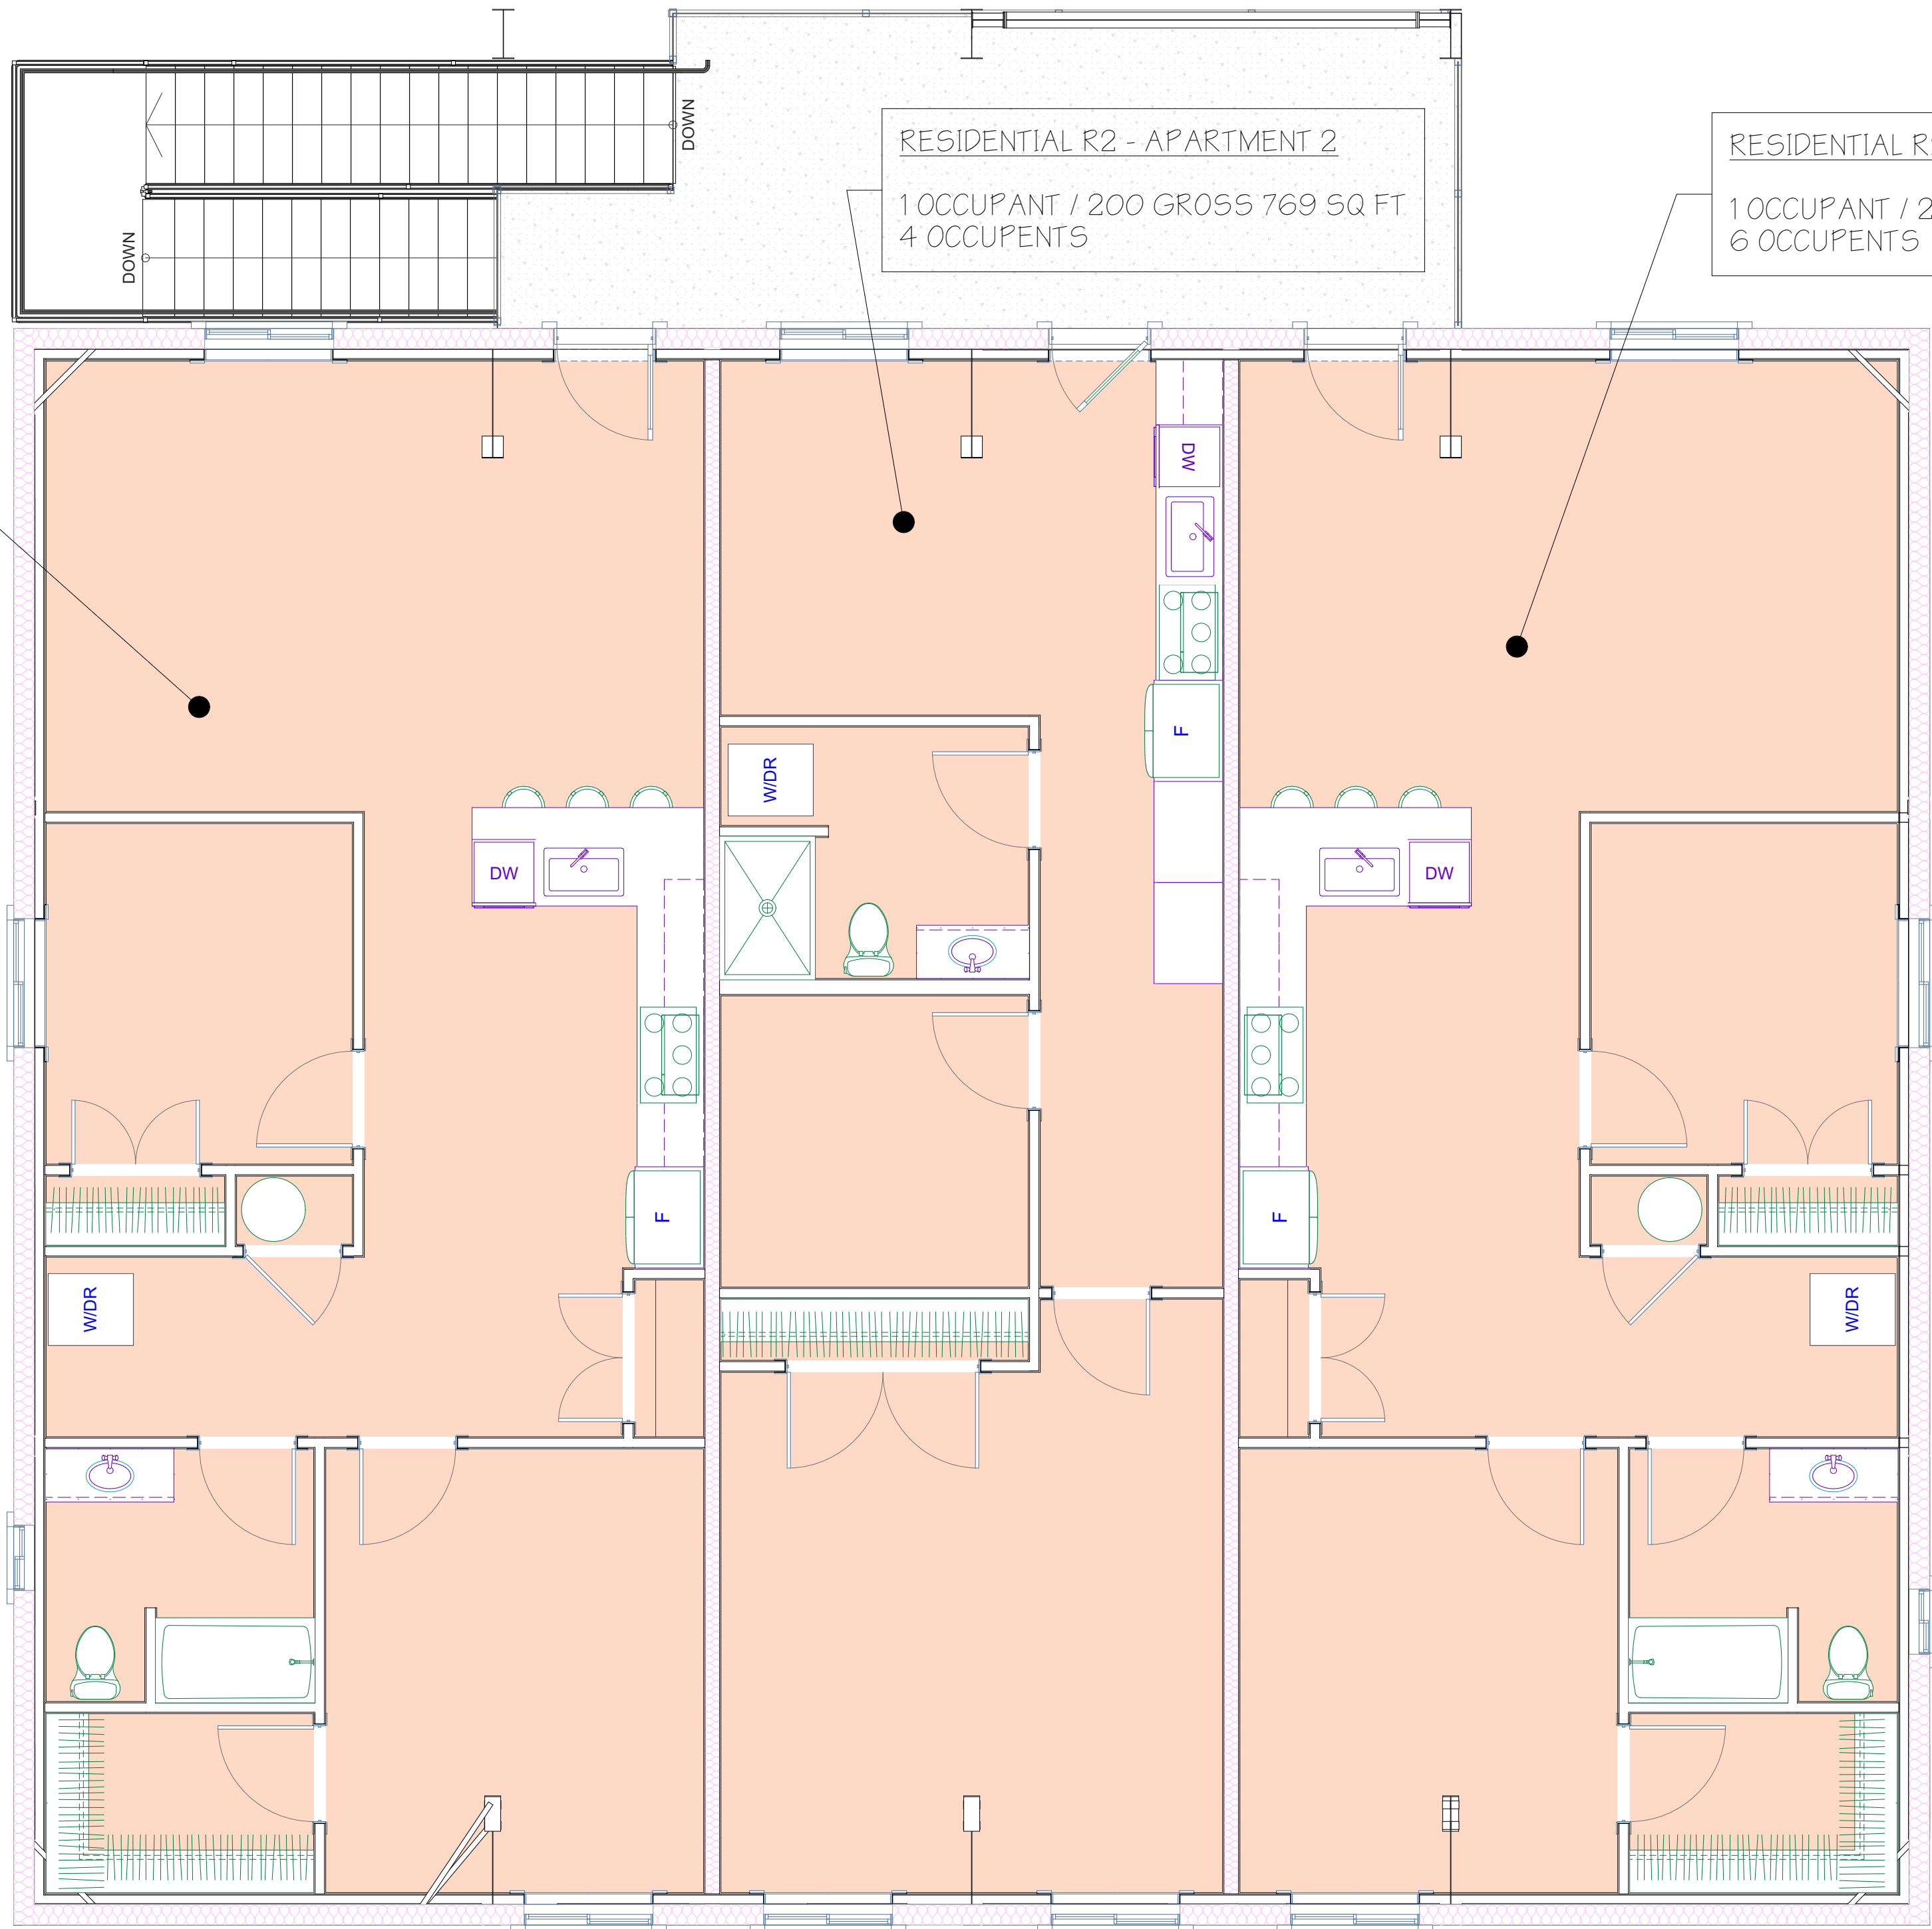 DOWN
DOWN
RESIDENTIAL R2 - APARTMENT 2
1 OCCUPANT / 200 GROSS 769 SQ FT
4 OCCUPENTS
RESIDENTIAL R
1 OCCUPANT / 2
6 OCCUPENTS
DW
F
W/DR
DW
DW
F
F
W/DR
W/DR